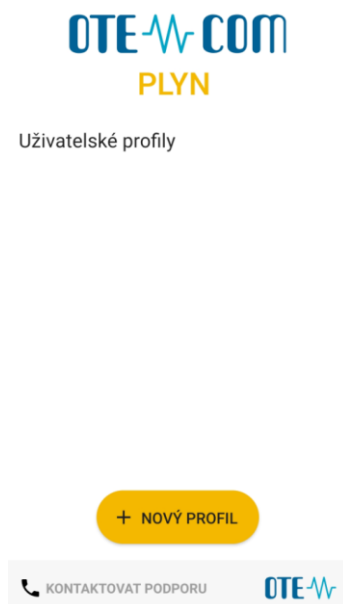 OTE COM
PLYN
Uživatelské profily
+ NOVÝ PROFIL
KONTAKTOVAT PODPORU
OTE